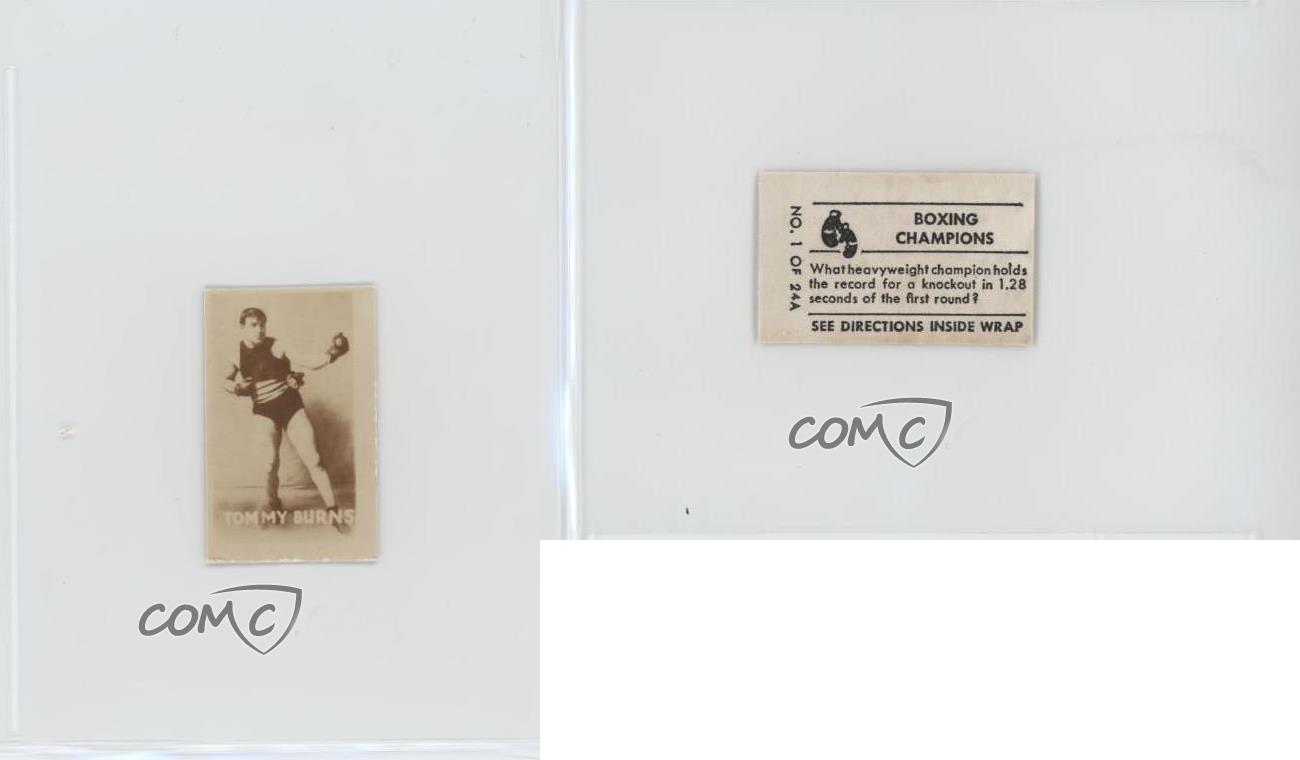 TOMMY BURNS
COMC
NO. 1 OF 24A
BOXING
CHAMPIONS
What heavyweight champion holds
the record for a knockout in 1.28
seconds of the first round?
SEE DIRECTIONS INSIDE WRAP
COMC